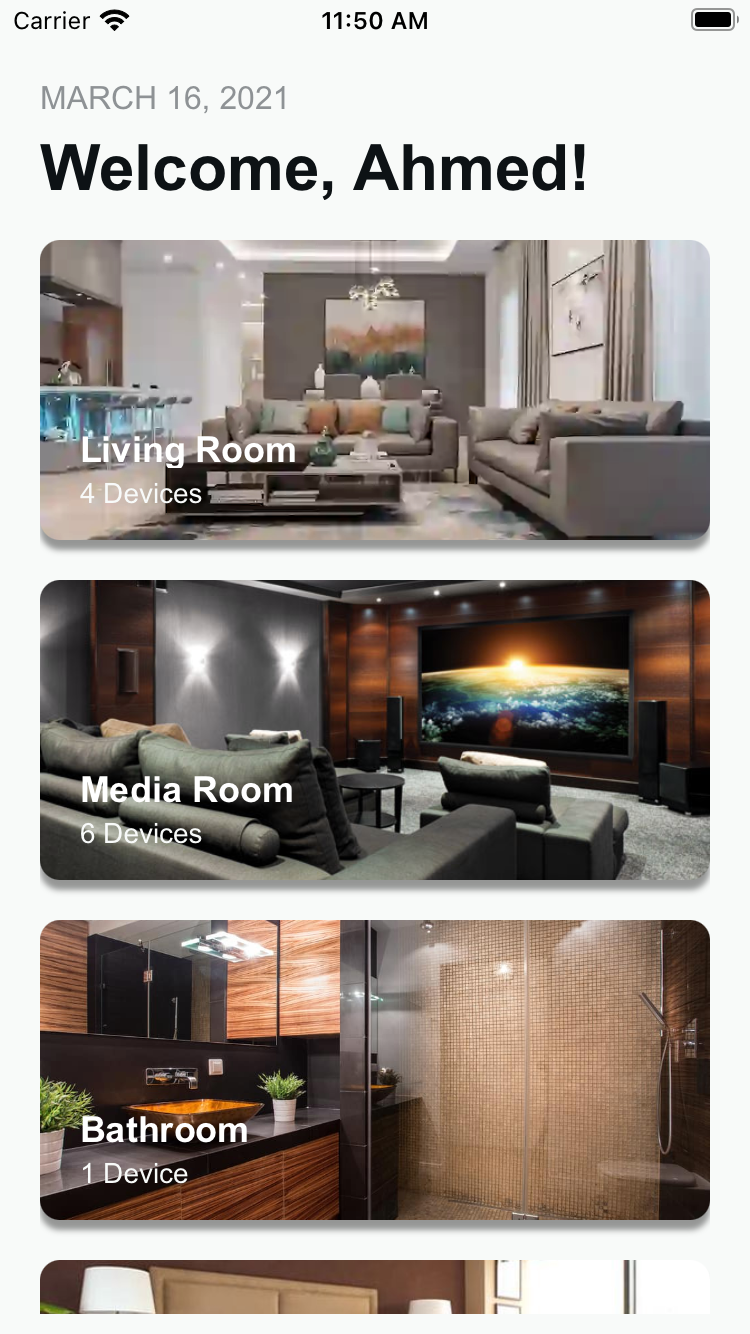 Carrier 11:50 AM
MARCH 16, 2021
Welcome, Ahmed!
Living Room
4 Devices
Media Room
6 Devices
Bathroom
1 Device